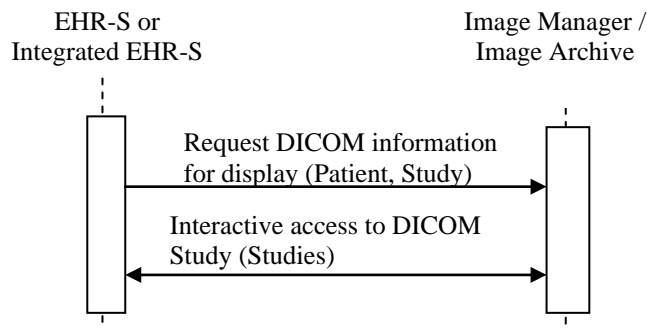 EHR-S or
Integrated EHR-S
Image Manager /
Image Archive
Request DICOM information
for display (Patient, Study)
Interactive access to DICOM
Study (Studies)